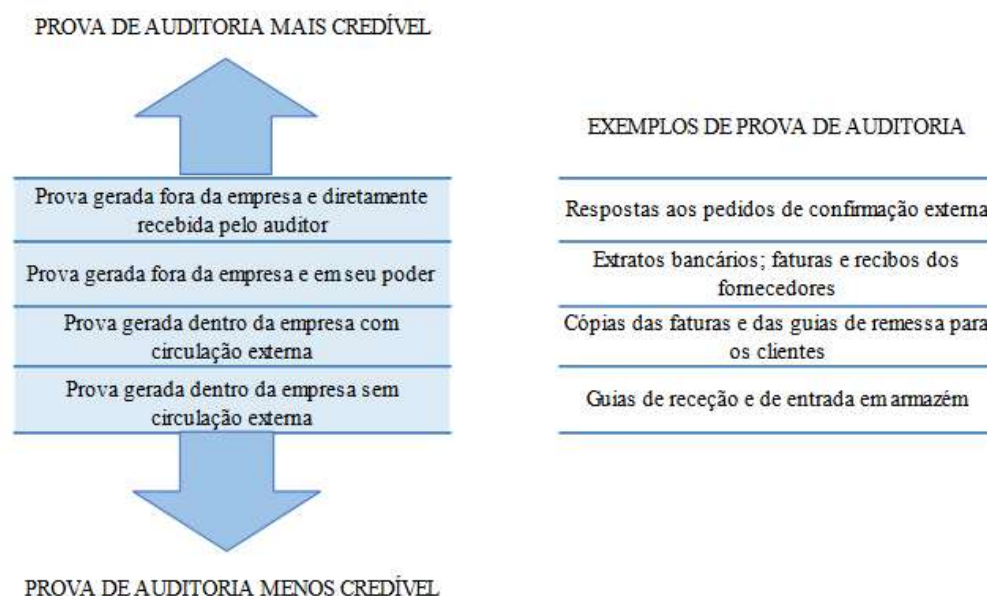 PROVA DE AUDITORIA MAIS CREDÍVEL
EXEMPLOS DE PROVA DE AUDITORIA
Prova gerada fora da empresa e diretamente
recebida pelo auditor
Respostas aos pedidos de confirmação externa
Prova gerada fora da empresa e em seu poder
Extratos bancários; faturas e recibos dos
fornecedores
Prova gerada dentro da empresa com
circulação externa
Cópias das faturas e das guias de remessa para
os clientes
Prova gerada dentro da empresa sem
circulação externa
Guias de receção e de entrada em armazém
PROVA DE AUDITORIA MENOS CREDÍVEL